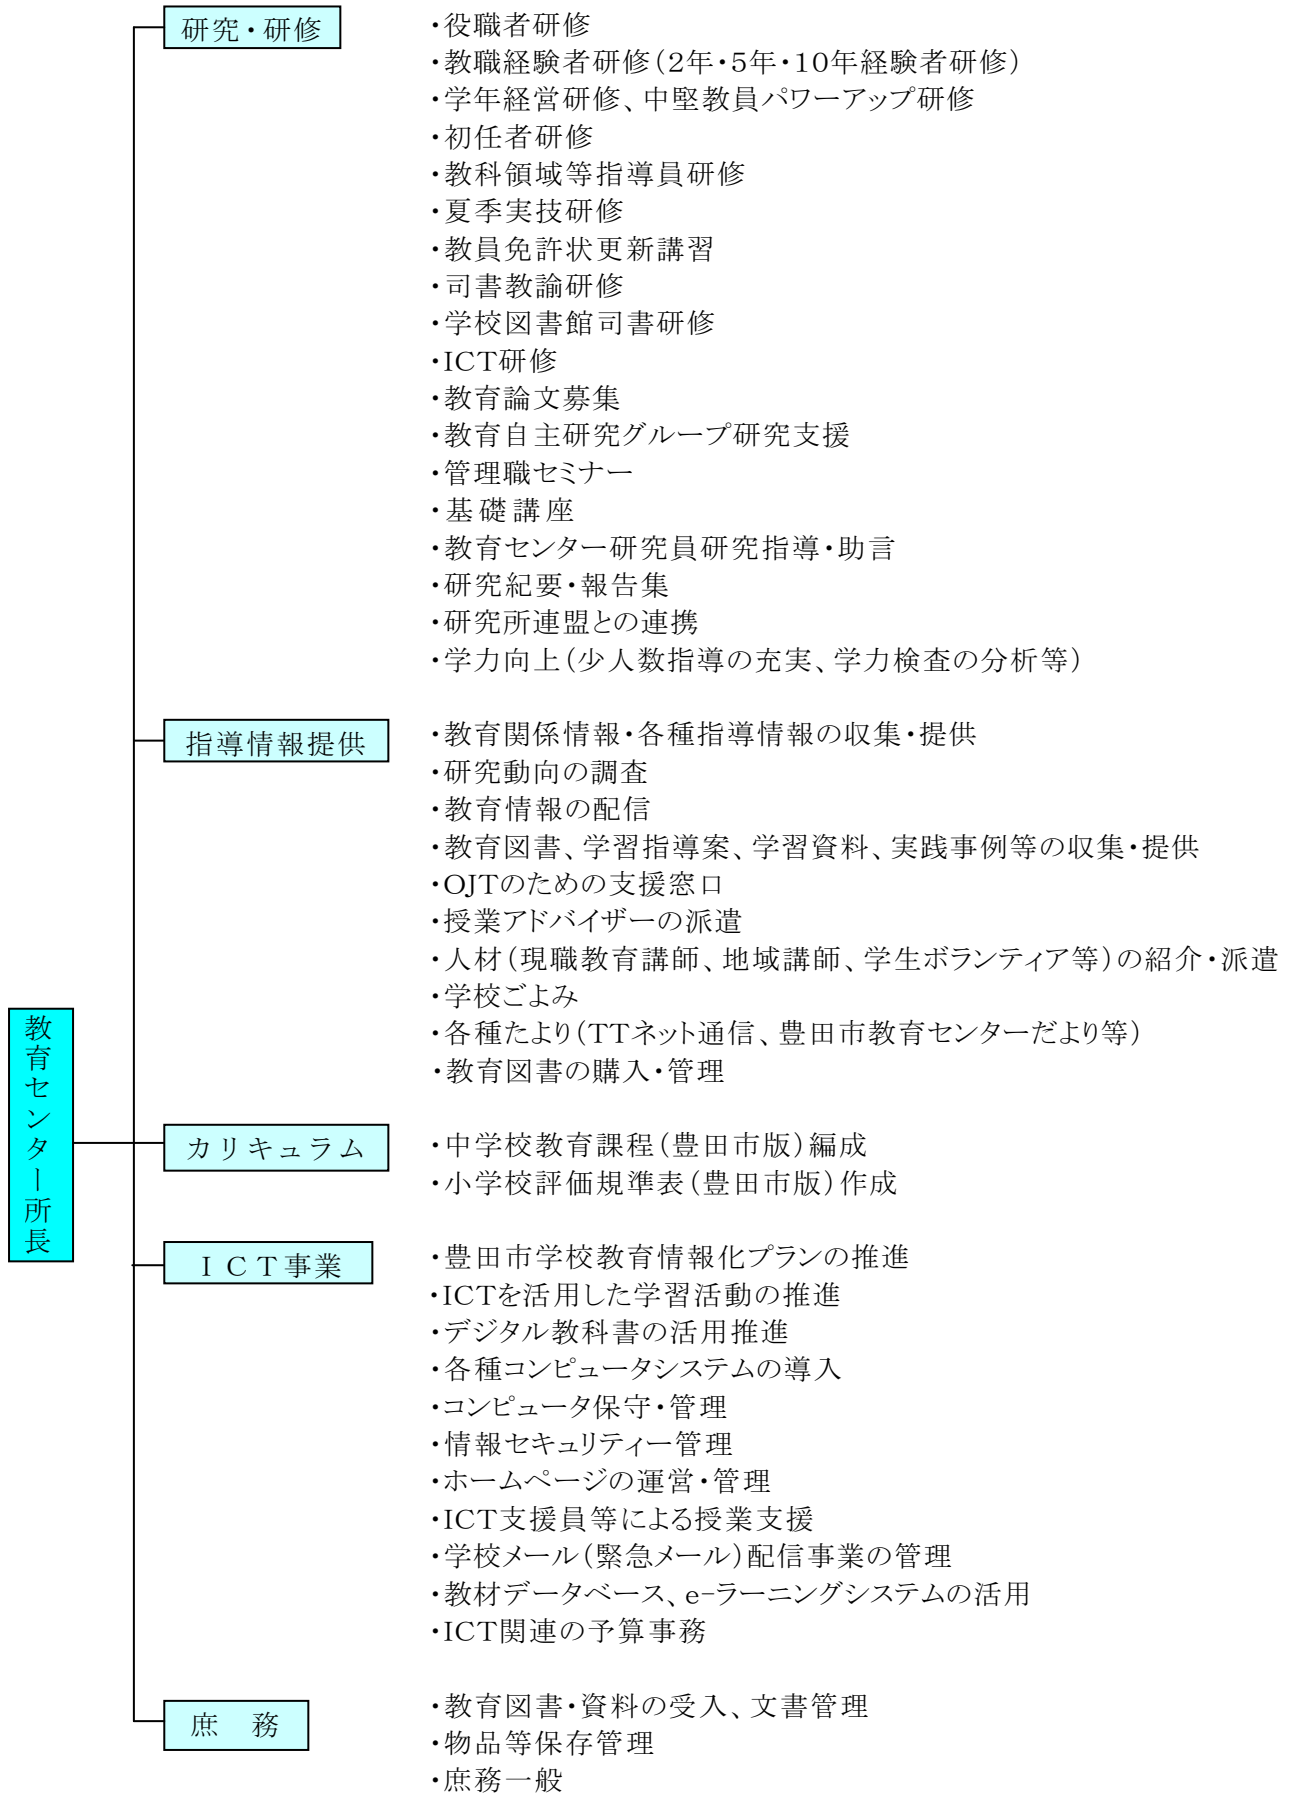 教育センター所長
研究・研修
・役職者研修
・教職経験者研修（2年・5年・10年経験者研修）
・学年経営研修、中堅教員パワーアップ研修
・初任者研修
・教科領域等指導員研修
・夏季実技研修
・教員免許状更新講習
・司書教諭研修
・学校図書館司書研修
・ICT研修
・教育論文募集
・教育自主研究グループ研究支援
・管理職セミナー
・基礎講座
・教育センター研究員研究指導・助言
・研究紀要・報告集
・研究所連盟との連携
・学力向上（少人数指導の充実、学力検査の分析等）
指導情報提供
・教育関係情報・各種指導情報の収集・提供
・研究動向の調査
・教育情報の配信
・教育図書、学習指導案、学習資料、実践事例等の収集・提供
・OJTのための支援窓口
・授業アドバイザーの派遣
・人材（現職教育講師、地域講師、学生ボランティア等）の紹介・派遣
・学校ごよみ
・各種たより（TTネット通信、豊田市教育センターだより等）
・教育図書の購入・管理
カリキュラム
・中学校教育課程（豊田市版）編成
・小学校評価規準表（豊田市版）作成
ＩＣＴ事業
・豊田市学校教育情報化プランの推進
・ICTを活用した学習活動の推進
・デジタル教科書の活用推進
・各種コンピュータシステムの導入
・コンピュータ保守・管理
・情報セキュリティー管理
・ホームページの運営・管理
・ICT支援員等による授業支援
・学校メール（緊急メール）配信事業の管理
・教材データベース、e-ラーニングシステムの活用
・ICT関連の予算事務
庶　務
・教育図書・資料の受入、文書管理
・物品等保存管理
・庶務一般